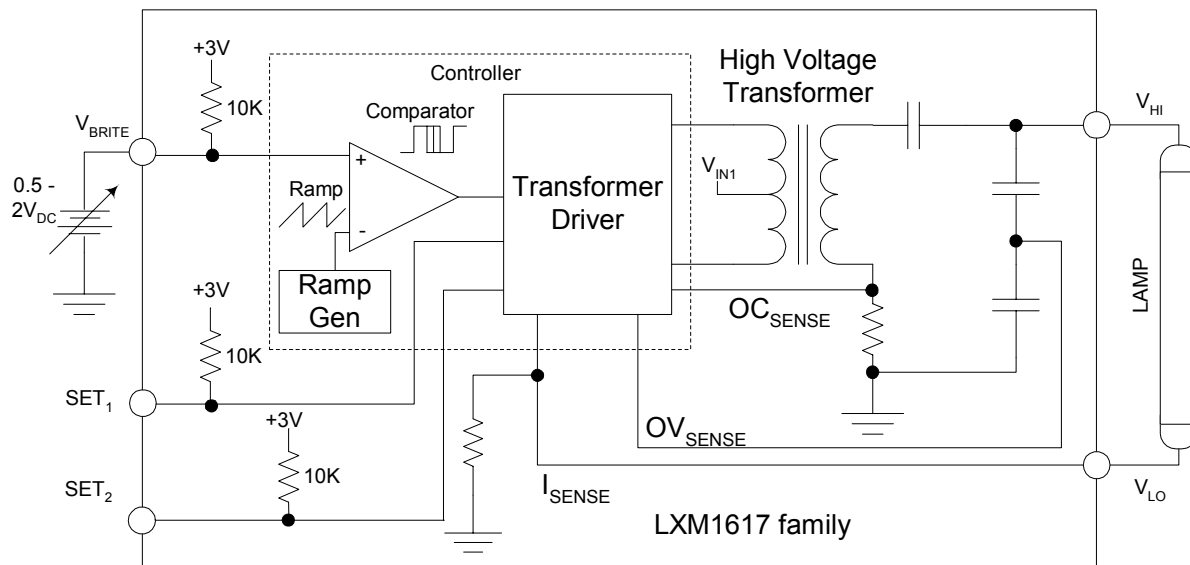 +3V
10K
V_BRITE
0.5 -
2V_DC
Controller
Comparator
+
Ramp
-
Ramp
Gen
Transformer
Driver
High Voltage
Transformer
V_IN1
V_HI
LAMP
OC_SENSE
+3V
10K
SET_1
+3V
10K
SET_2
OV_SENSE
I_SENSE
V_LO
LXM1617 family